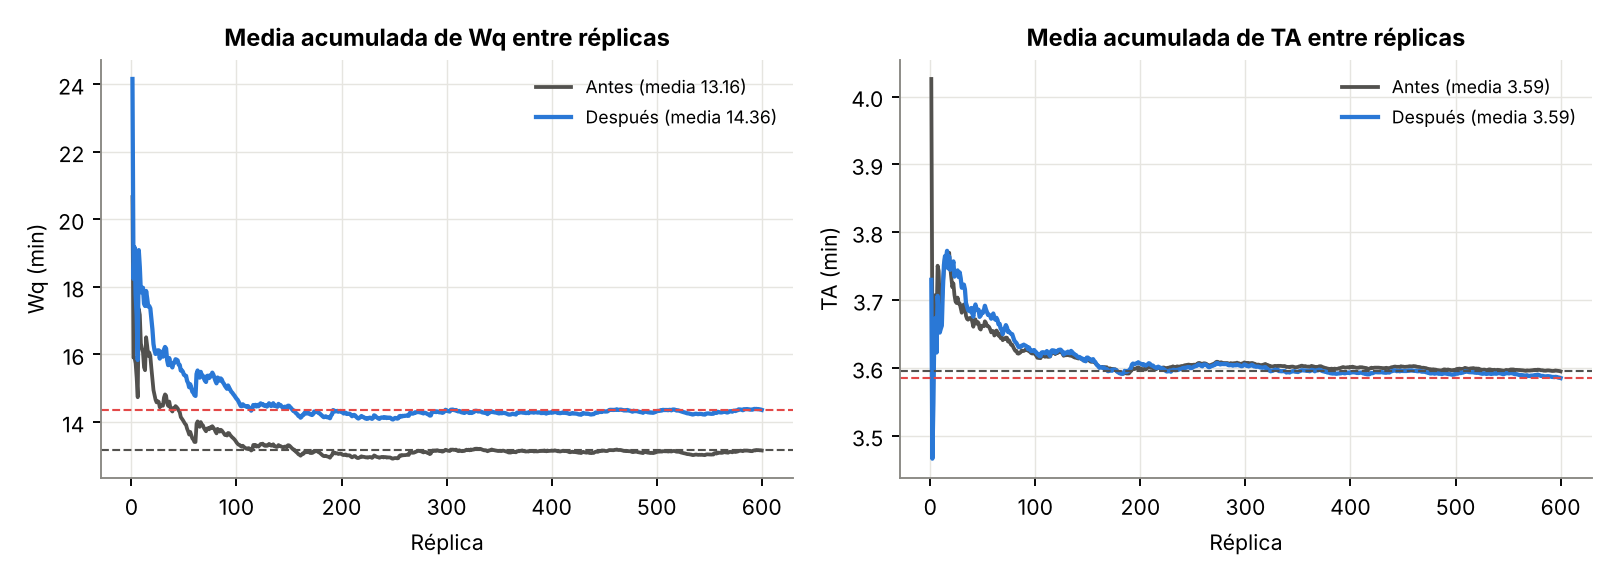 Media acumulada de Wq entre réplicas
Antes (media 13.16)
Después (media 14.36)
24
22
20
18
16
14
Wq (min)
0 100 200 300 400 500 600
Réplica
Media acumulada de TA entre réplicas
Antes (media 3.59)
Después (media 3.59)
4.0
3.9
3.8
3.7
3.6
3.5
TA (min)
0 100 200 300 400 500 600
Réplica